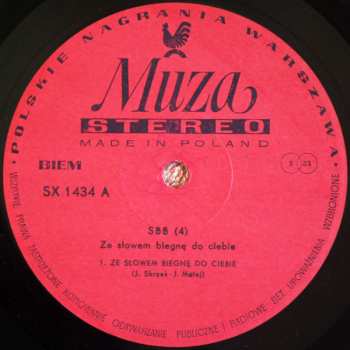 POLSKIE NAGRANIA WARSZAWA
Muza
STEREO
MADE IN POLAND
BIEM
SX 1434 A
SBB (4)
Ze słowem biegnę do ciebie
1. ZE SŁOWEM BIEGNĘ DO CIEBIE
(J. Skrzek - J. Matej)
WSZELKIE PRAWA ZASTRZEŻONE KOPIOWANIE ODTWARZANIE PUBLICZNE I RADIOWE BEZ UPOWAŻNIENIA WZBRONIONE